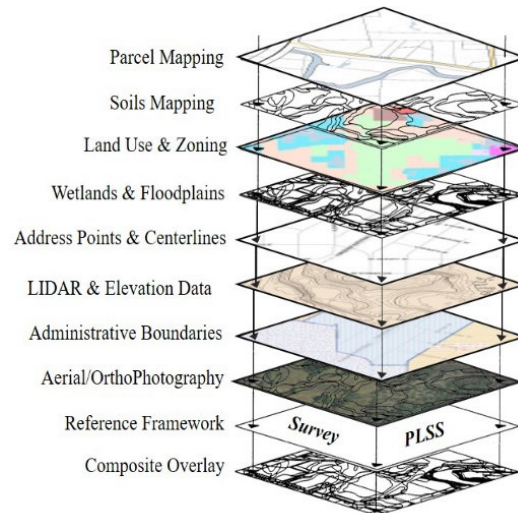 Parcel Mapping
Soils Mapping
Land Use & Zoning
Wetlands & Floodplains
Address Points & Centerlines
LIDAR & Elevation Data
Administrative Boundaries
Aerial/OrthoPhotography
Reference Framework
Survey
PLSS
Composite Overlay